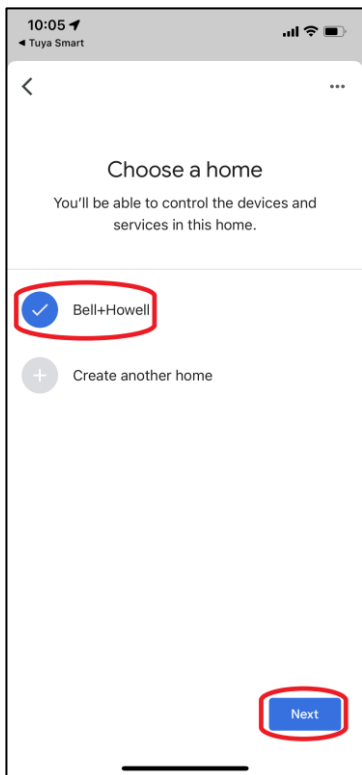 10:05
◀ Tuya Smart
Choose a home
You'll be able to control the devices and
services in this home.
Bell+Howell
Create another home
Next